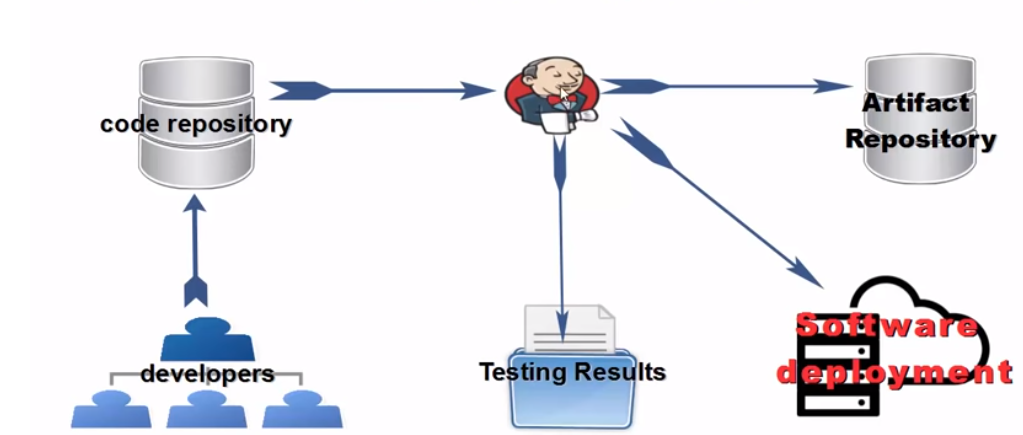 code repository
Artifact
Repository
developers
Testing Results
Software
deployment